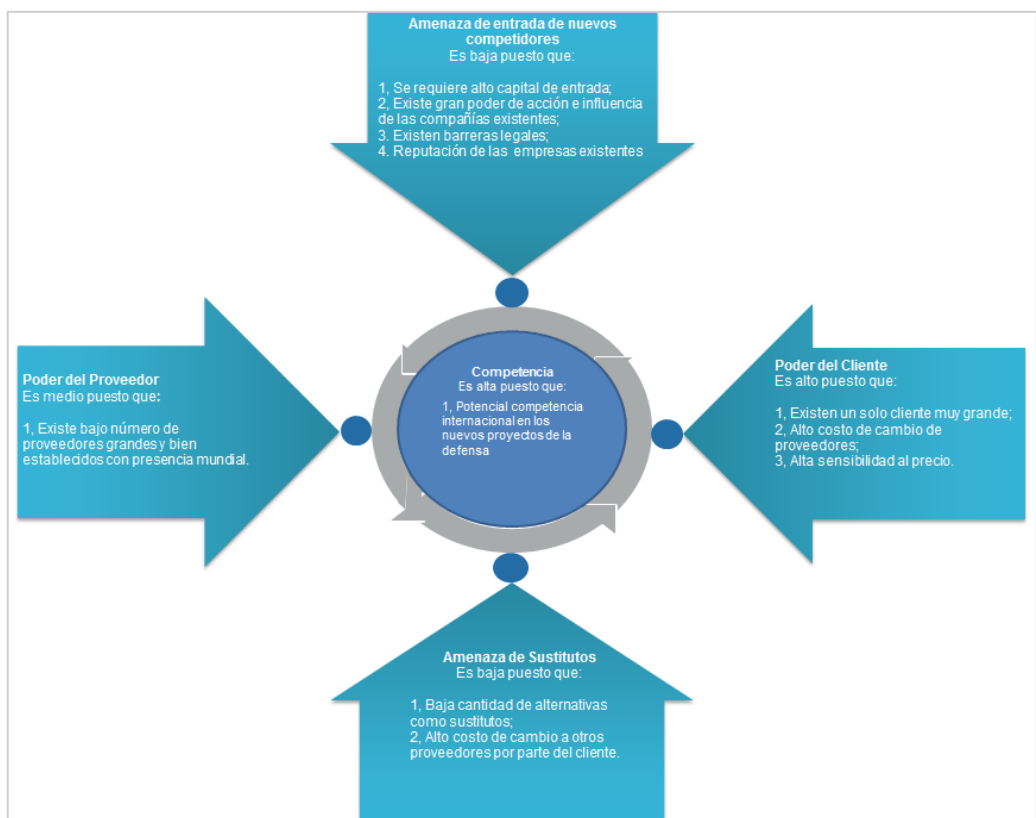 Amenaza de entrada de nuevos
competidores
Es baja puesto que:
1, Se requiere alto capital de entrada;
2, Existe gran poder de acción e influencia
de las compañías existentes;
3. Existen barreras legales;
4. Reputación de las empresas existentes
Poder del Proveedor
Es medio puesto que:
1, Existe bajo número de
proveedores grandes y bien
establecidos con presencia mundial.
Competencia
Es alta puesto que:
1, Potencial competencia
internacional en los
nuevos proyectos de la
defensa
Poder del Cliente
Es alto puesto que:
1, Existen un solo cliente muy grande;
2, Alto costo de cambio de
proveedores;
3, Alta sensibilidad al precio.
Amenaza de Sustitutos
Es baja puesto que:
1, Baja cantidad de alternativas
como sustitutos;
2, Alto costo de cambio a otros
proveedores por parte del cliente.